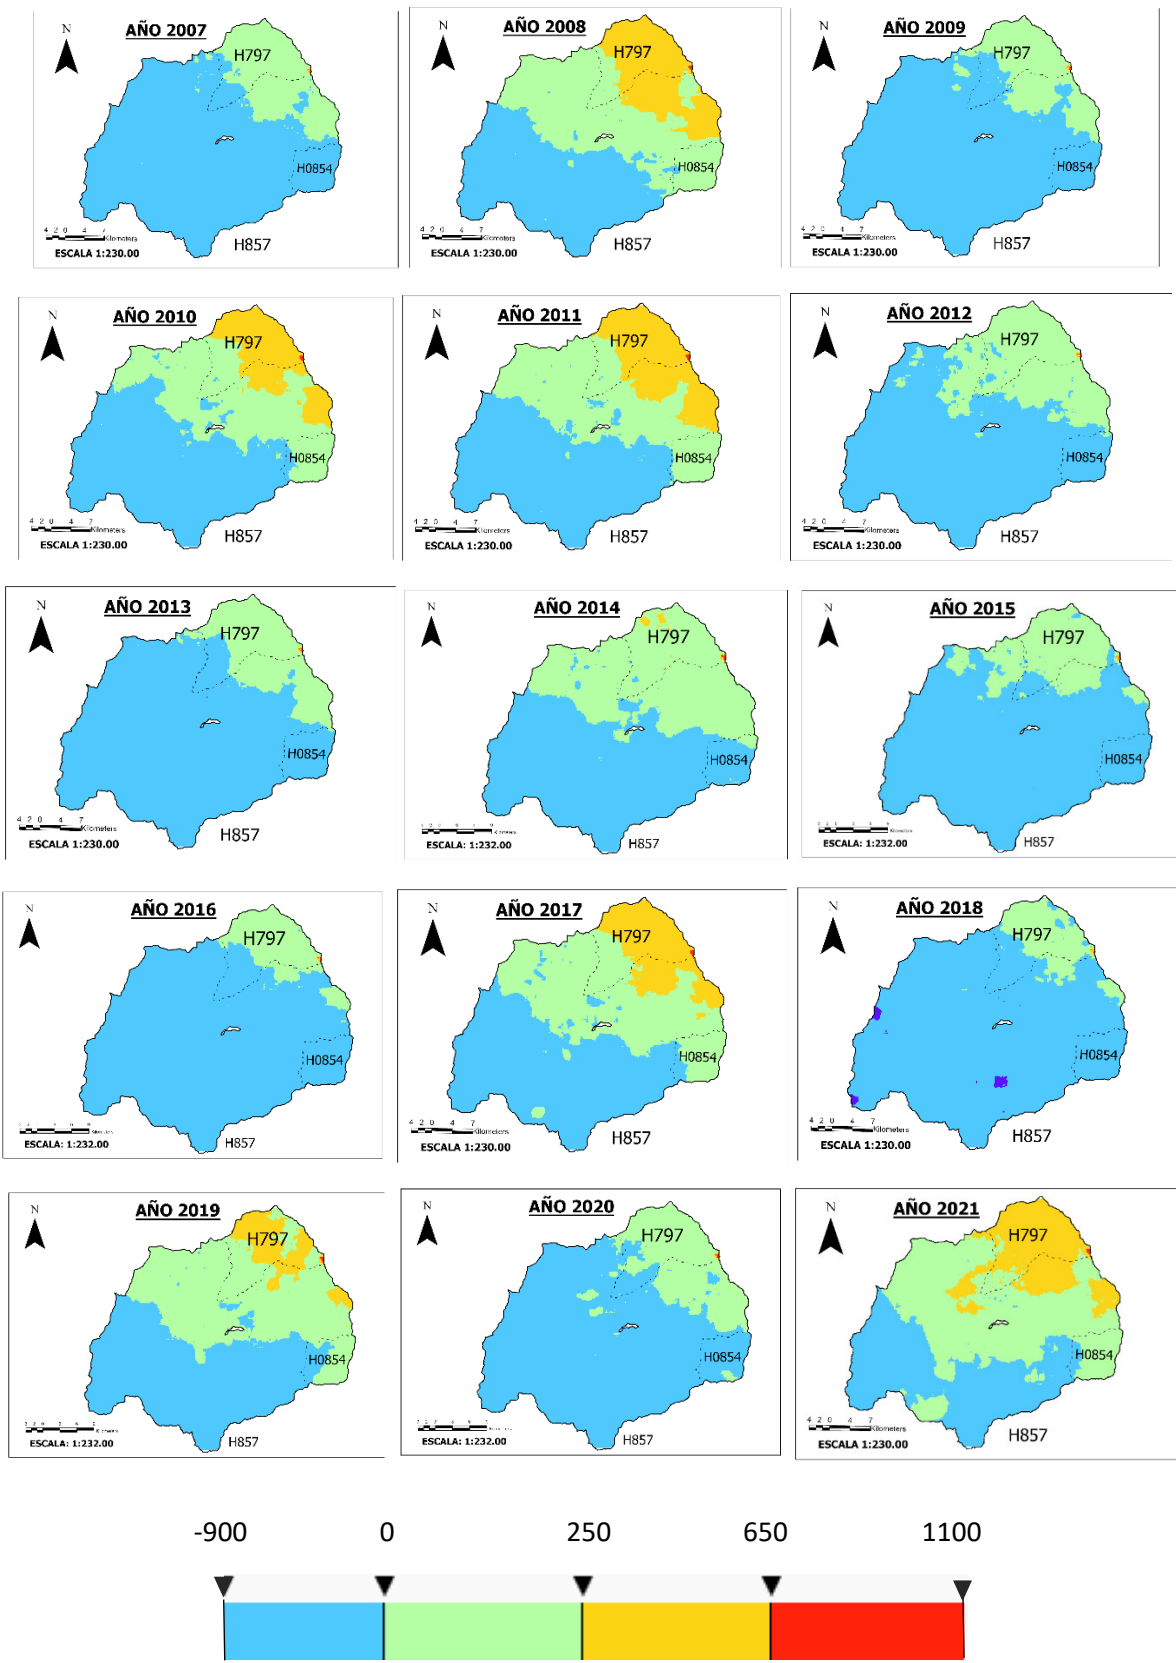 N
AÑO 2007
H797
H0854
4 2 0 4 7
Kilometers
ESCALA 1:230.00
H857
N
AÑO 2008
H797
H0854
4 2 0 4 7
Kilometers
ESCALA 1:230.00
H857
N
AÑO 2009
H797
H0854
4 2 0 4 7
Kilometers
ESCALA 1:230.00
H857
N
AÑO 2010
H797
H0854
4 2 0 4 7
Kilometers
ESCALA 1:230.00
H857
N
AÑO 2011
H797
H0854
4 2 0 4 7
Kilometers
ESCALA 1:230.00
H857
N
AÑO 2012
H797
H0854
4 2 0 4 7
Kilometers
ESCALA 1:230.00
H857
N
AÑO 2013
H797
H0854
4 2 0 4 7
Kilometers
ESCALA 1:230.00
H857
N
AÑO 2014
H797
H0854
ESCALA: 1:232.00
H857
N
AÑO 2015
H797
H0854
ESCALA: 1:232.00
H857
N
AÑO 2016
H797
H0854
ESCALA: 1:232.00
H857
N
AÑO 2017
H797
H0854
4 2 0 4 7
Kilometers
ESCALA 1:230.00
H857
N
AÑO 2018
H797
H0854
4 2 0 4 7
Kilometers
ESCALA 1:230.00
H857
N
AÑO 2019
H797
H0854
ESCALA: 1:232.00
H857
N
AÑO 2020
H797
H0854
ESCALA: 1:232.00
H857
N
AÑO 2021
H797
H0854
4 2 0 4 7
Kilometers
ESCALA 1:230.00
H857
-900 0 250 650 1100